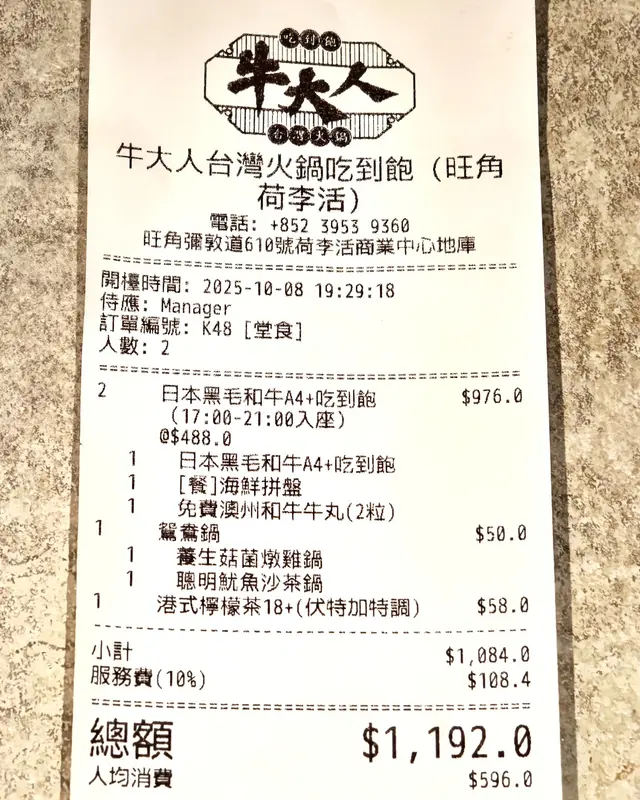 吃到飽
牛大人
台灣火鍋
牛大人台灣火鍋吃到飽 (旺角
荷李活)
電話: +852 3953 9360
旺角彌敦道610號荷李活商業中心地庫
開檯時間: 2025-10-08 19:29:18
侍應: Manager
訂單編號: K48 [堂食]
人數: 2
2 日本黑毛和牛A4+吃到飽 $976.0
(17:00-21:00入座)
@$488.0
1 日本黑毛和牛A4+吃到飽
1 [餐]海鮮拼盤
1 免費澳州和牛牛丸(2粒)
1 鴛鴦鍋 $50.0
1 養生菇菌燉雞鍋
1 聰明魷魚沙茶鍋
1 港式檸檬茶18+(伏特加特調) $58.0
小計 $1,084.0
服務費(10%) $108.4
總額 $1,192.0
人均消費 $596.0